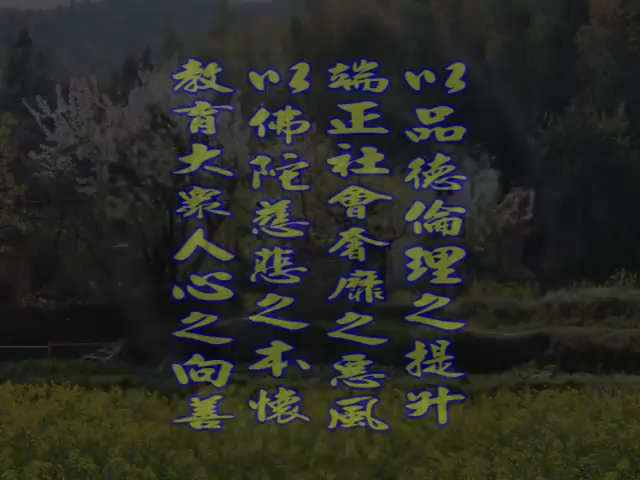 以品德倫理之提升
端正社會奢靡之惡風
以佛陀慈悲之本懷
教育大眾人心之向善